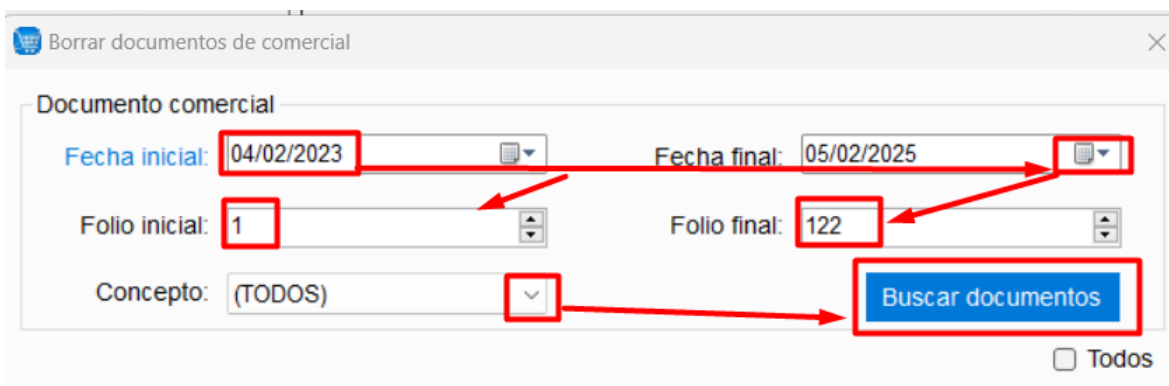 Borrar documentos de comercial
Documento comercial
Fecha inicial: 04/02/2023 Fecha final: 05/02/2025
Folio inicial: 1 Folio final: 122
Concepto: (TODOS) Buscar documentos
Todos